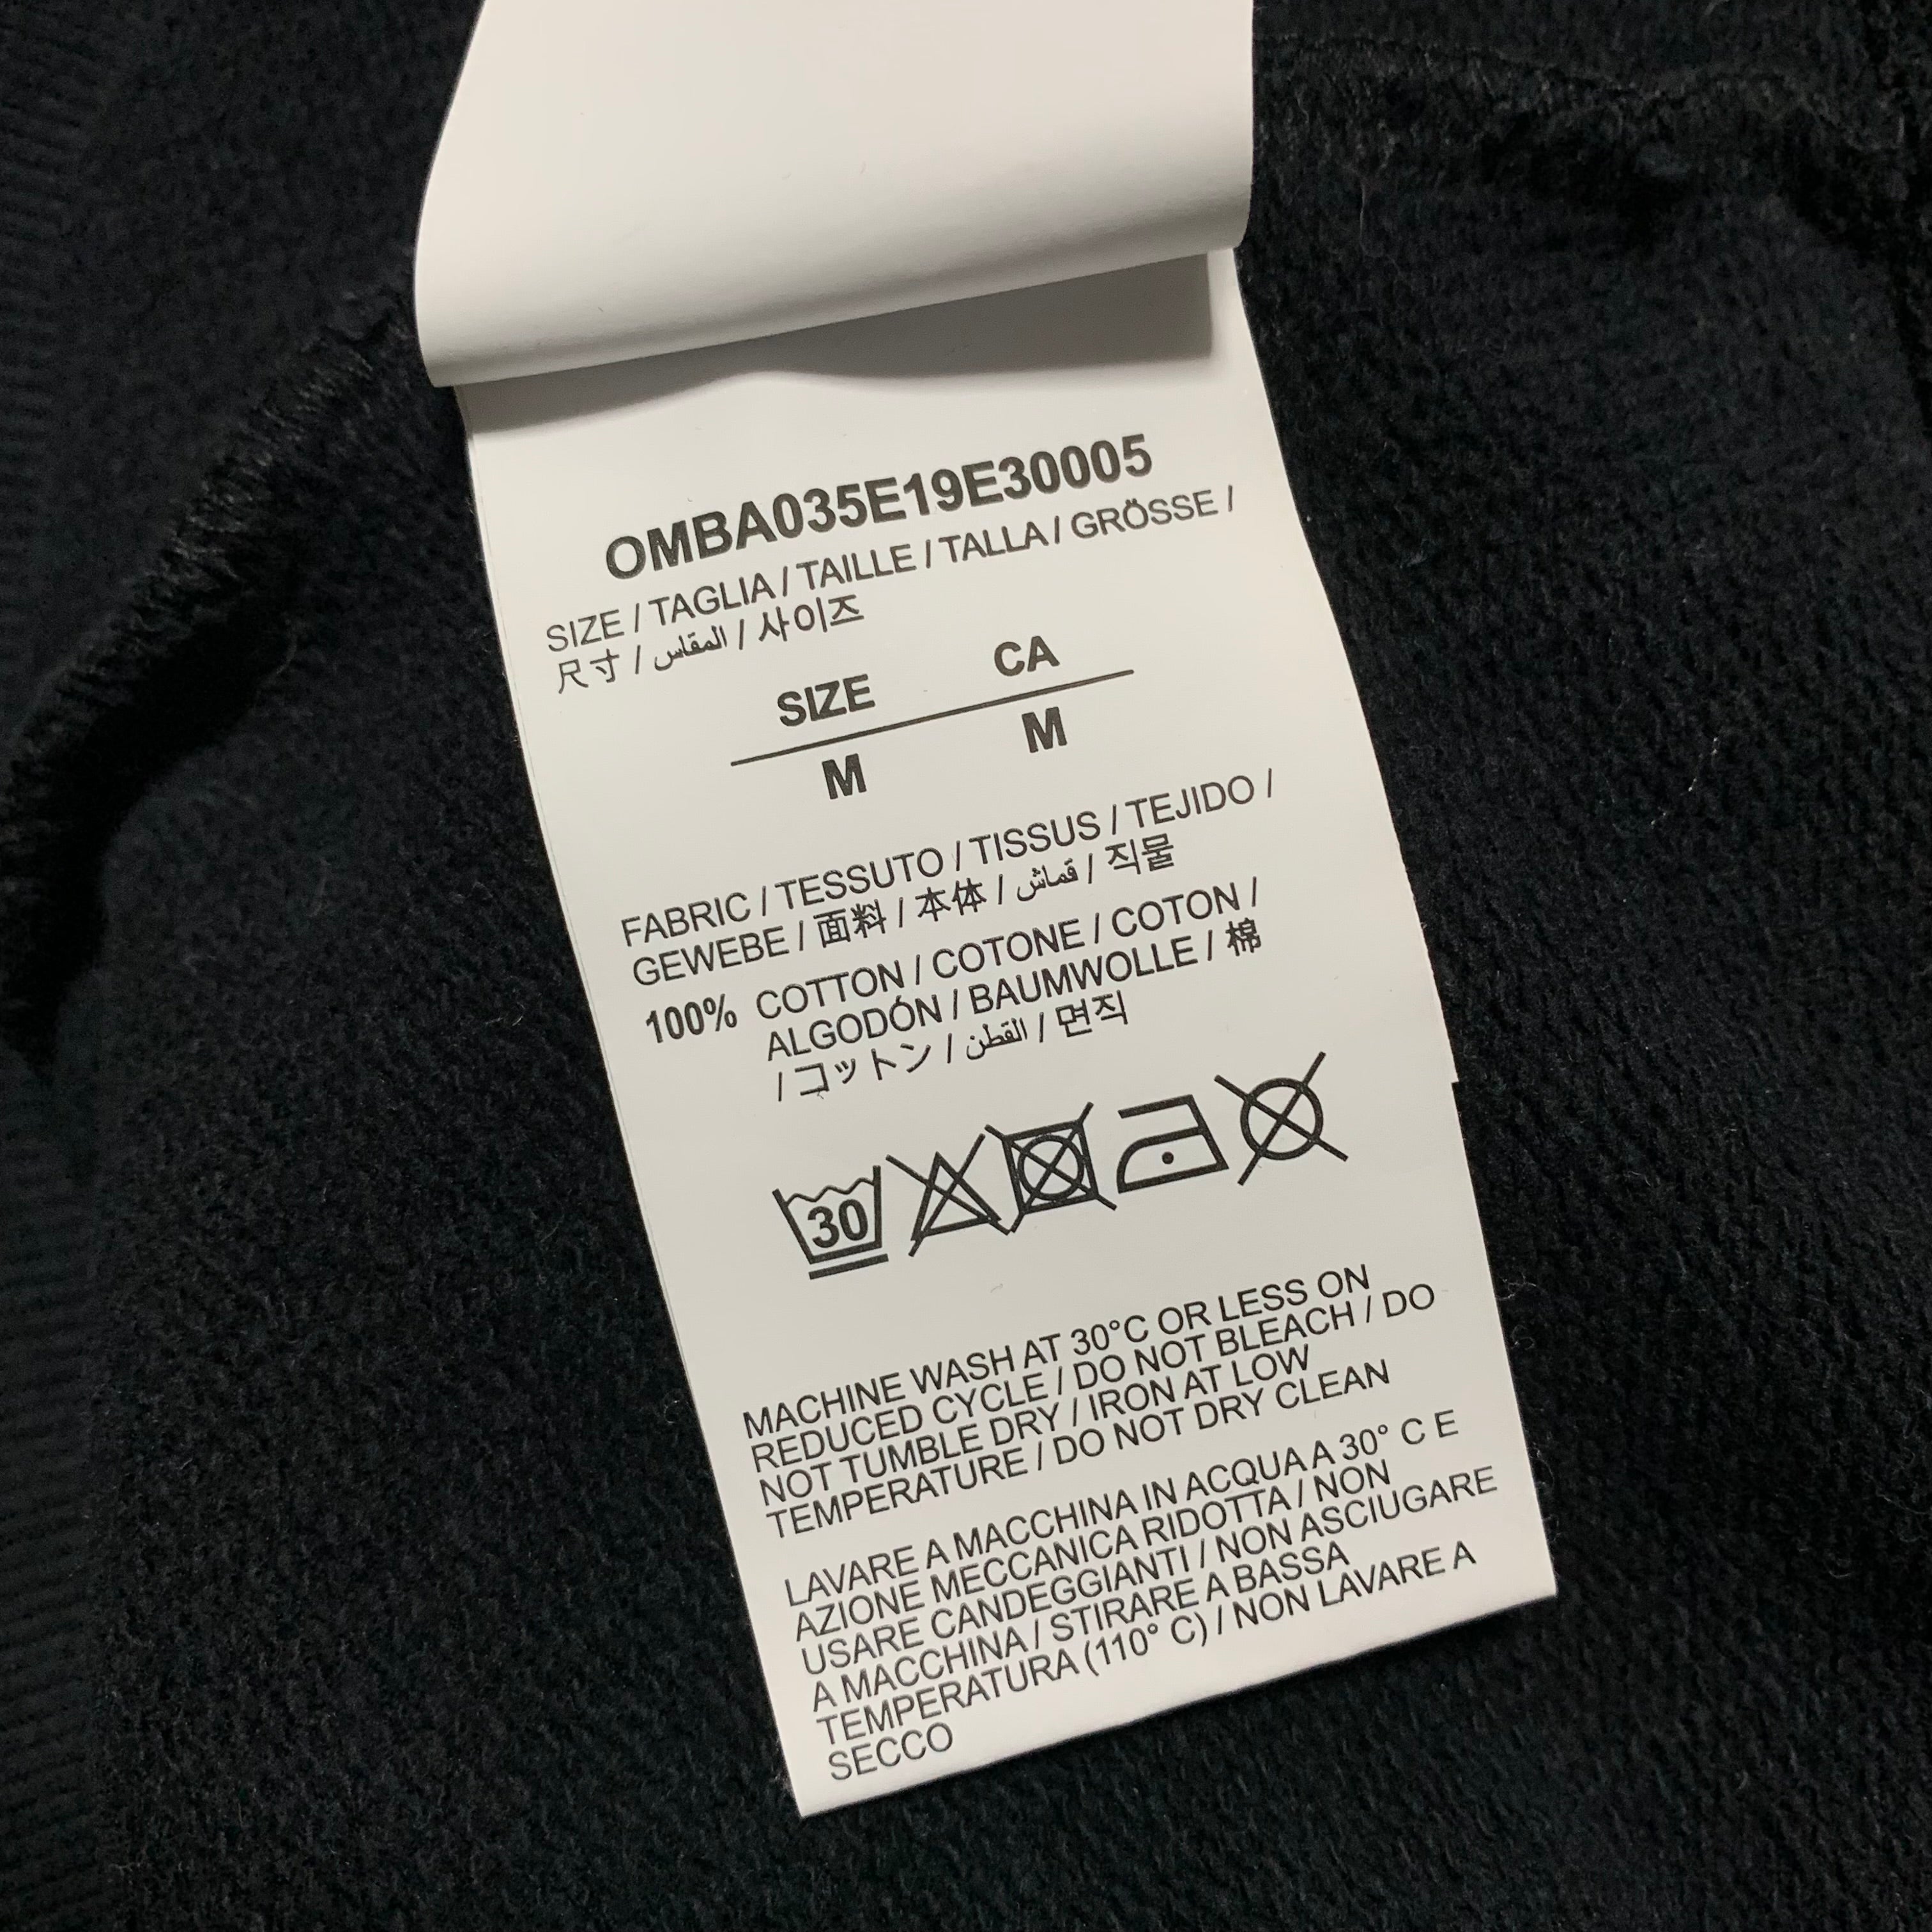 OMBA035E19E30005
SIZE / TAGLIA / TAILLE / TALLA / GRÖSSE /
尺寸 / المقاس / 사이즈
SIZE CA
M M
FABRIC / TESSUTO / TISSUS / TEJIDO /
GEWEBE / 面料 / 本体 / قماش / 직물
100% COTTON / COTONE / COTON /
ALGODÓN / BAUMWOLLE / 棉
/ コットン / القطن / 면직
30
MACHINE WASH AT 30°C OR LESS ON
REDUCED CYCLE / DO NOT BLEACH / DO
NOT TUMBLE DRY / IRON AT LOW
TEMPERATURE / DO NOT DRY CLEAN
LAVARE A MACCHINA IN ACQUA A 30° C E
AZIONE MECCANICA RIDOTTA / NON
USARE CANDEGGIANTI / NON ASCIUGARE
A MACCHINA / STIRARE A BASSA
TEMPERATURA (110° C) / NON LAVARE A
SECCO